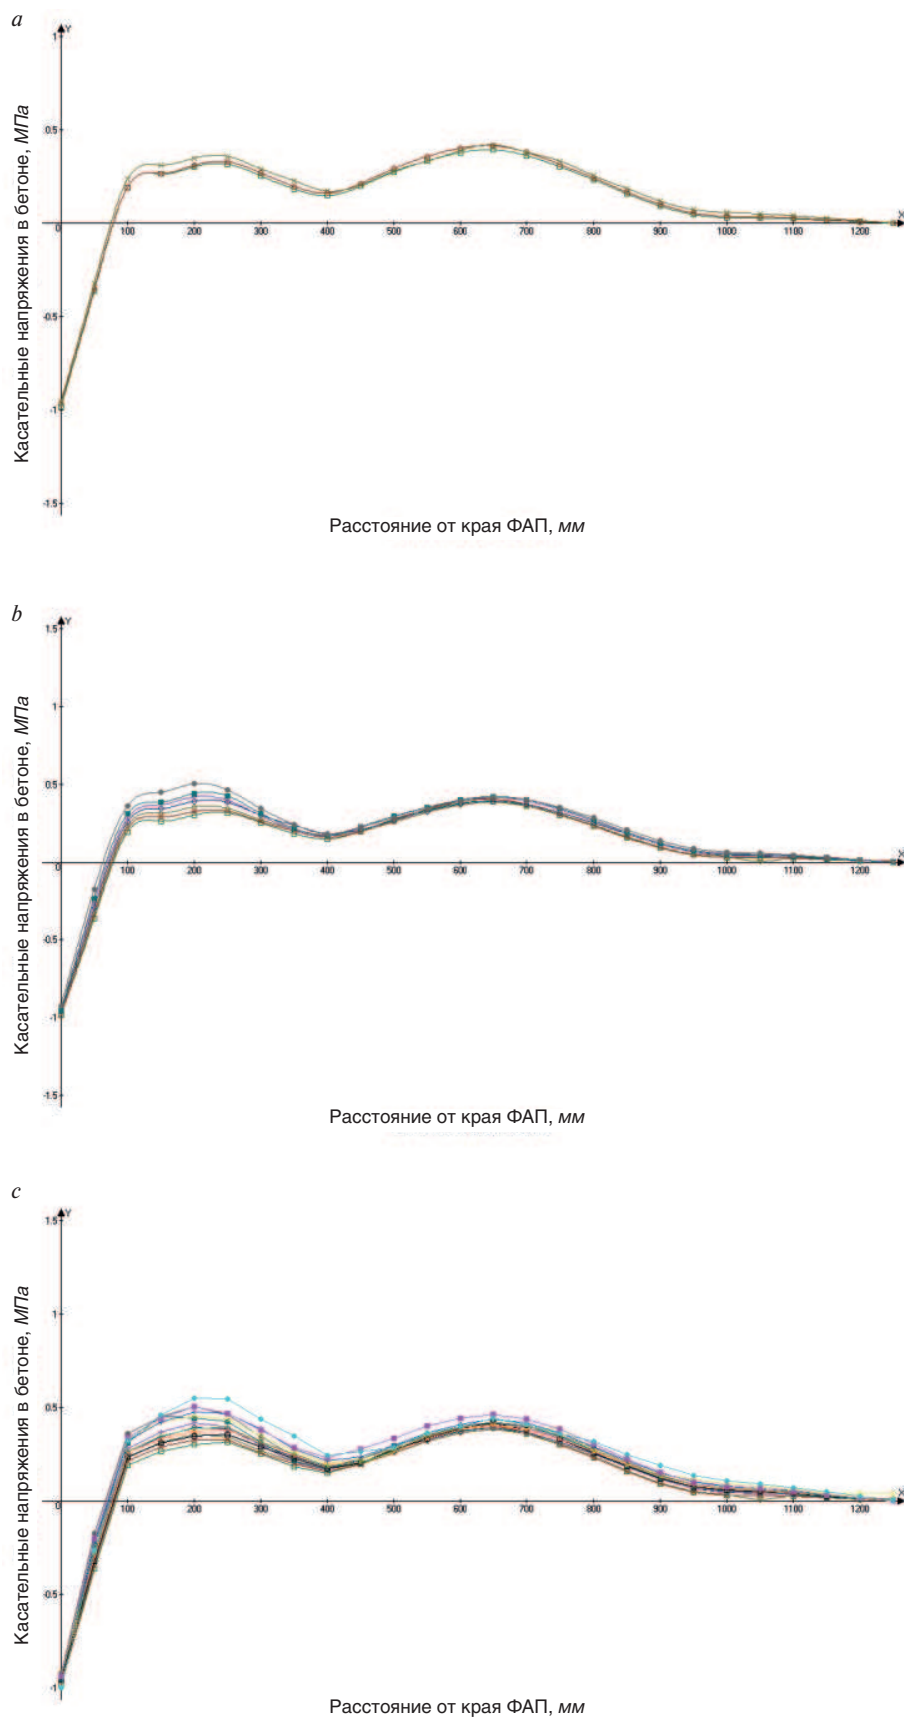 a
Y
1
0.5
0
100 200 300 400 500 600 700 800 900 1000 1100 1200
X
-0.5
-1
-1.5
Касательные напряжения в бетоне, МПа
Расстояние от края ФАП, мм
b
Y
1.5
1
0.5
0
100 200 300 400 500 600 700 800 900 1000 1100 1200
X
-0.5
-1
-1.5
Касательные напряжения в бетоне, МПа
Расстояние от края ФАП, мм
c
Y
1.5
1
0.5
0
100 200 300 400 500 600 700 800 900 1000 1100 1200
X
-0.5
-1
Касательные напряжения в бетоне, МПа
Расстояние от края ФАП, мм